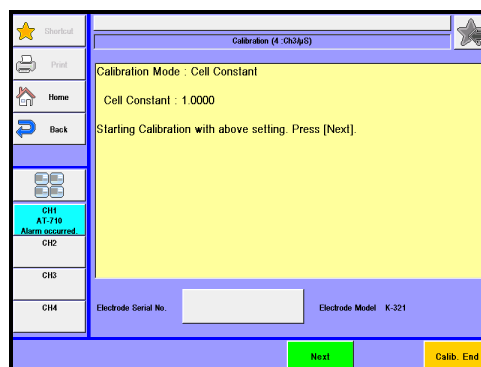 Shortcut
Calibration (4 :Ch3/µS)
Print
Calibration Mode : Cell Constant
Home
Cell Constant : 1.0000
Back
Starting Calibration with above setting. Press [Next].
CH1
AT-710
Alarm occurred.
CH2
CH3
CH4
Electrode Serial No.
Electrode Model K-321
Next
Calib. End